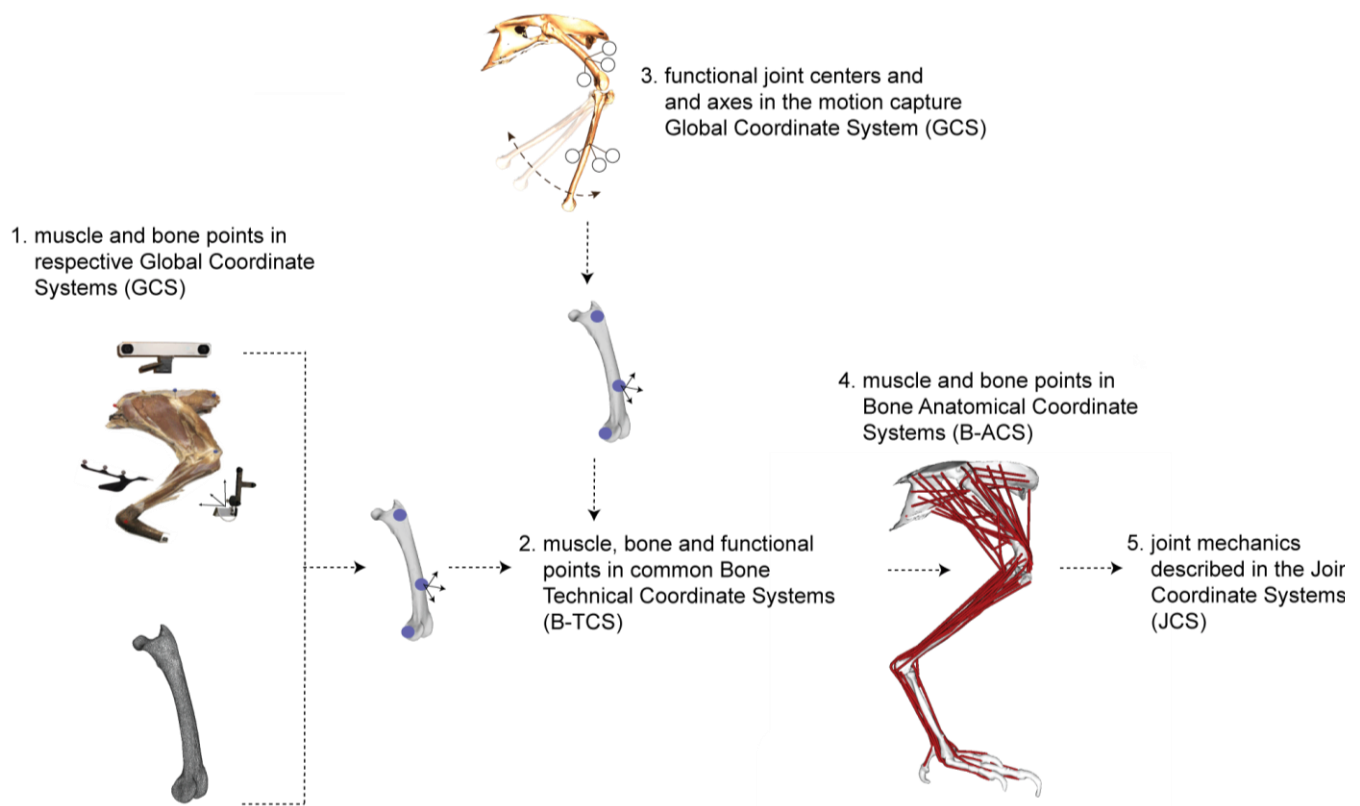 3. functional joint centers and
and axes in the motion capture
Global Coordinate System (GCS)
1. muscle and bone points in
respective Global Coordinate
Systems (GCS)
4. muscle and bone points in
Bone Anatomical Coordinate
Systems (B-ACS)
2. muscle, bone and functional
points in common Bone
Technical Coordinate Systems
(B-TCS)
5. joint mechanics
described in the Join
Coordinate Systems
(JCS)